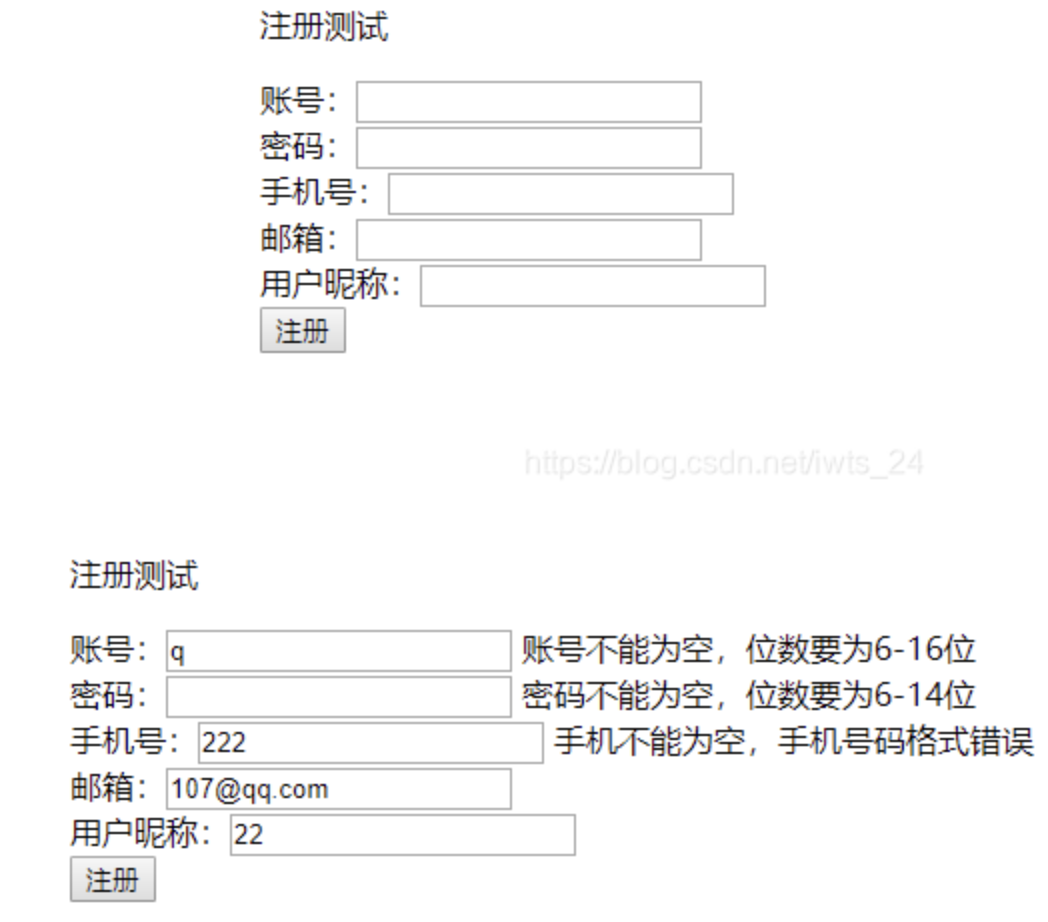 注册测试
账号：
密码：
手机号：
邮箱：
用户昵称：
注册
https://blog.csdn.net/iwts_24
注册测试
账号：q 账号不能为空，位数要为6-16位
密码： 密码不能为空，位数要为6-14位
手机号：222 手机不能为空，手机号码格式错误
邮箱：107@qq.com
用户昵称：22
注册